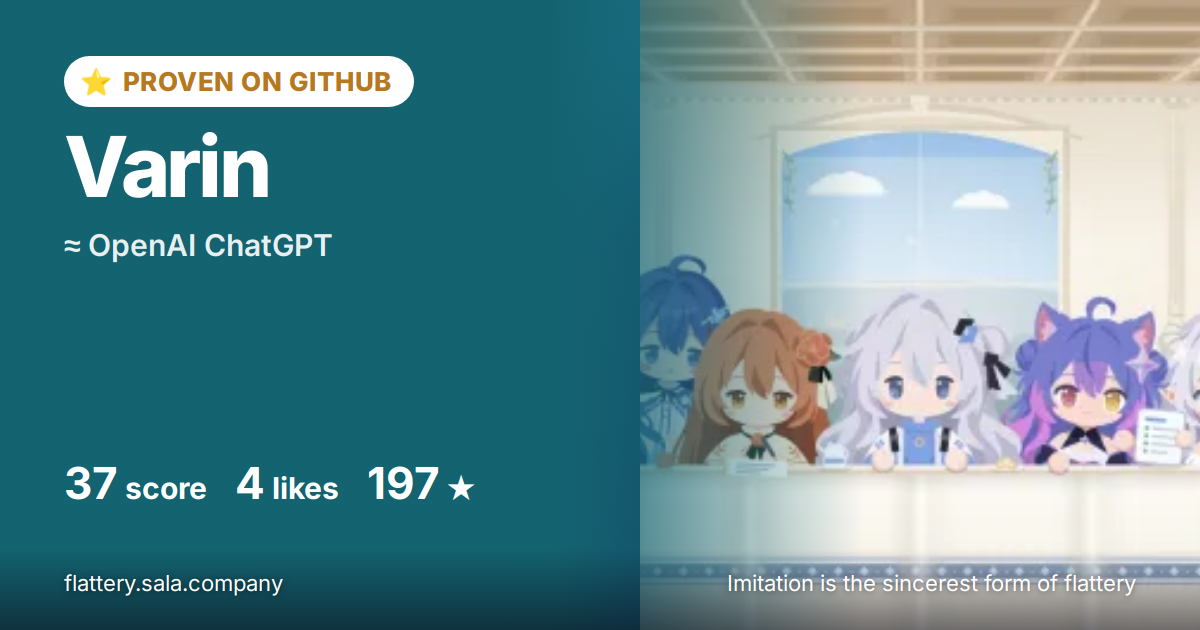 ⭐ PROVEN ON GITHUB
Varin
≈ OpenAI ChatGPT
37 score 4 likes 197 ★
flattery.sala.company
Imitation is the sincerest form of flattery